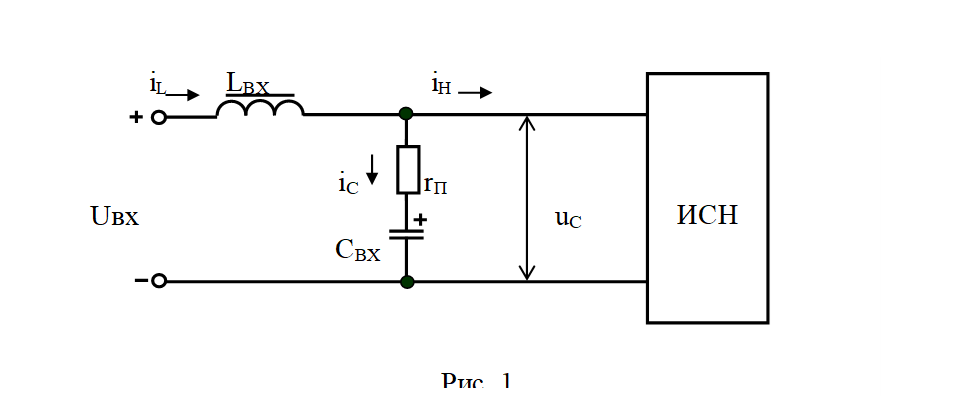 iL LВХ iН
+
iC rП
+
Uвх uC ИСН
CВХ
−
Рис. 1